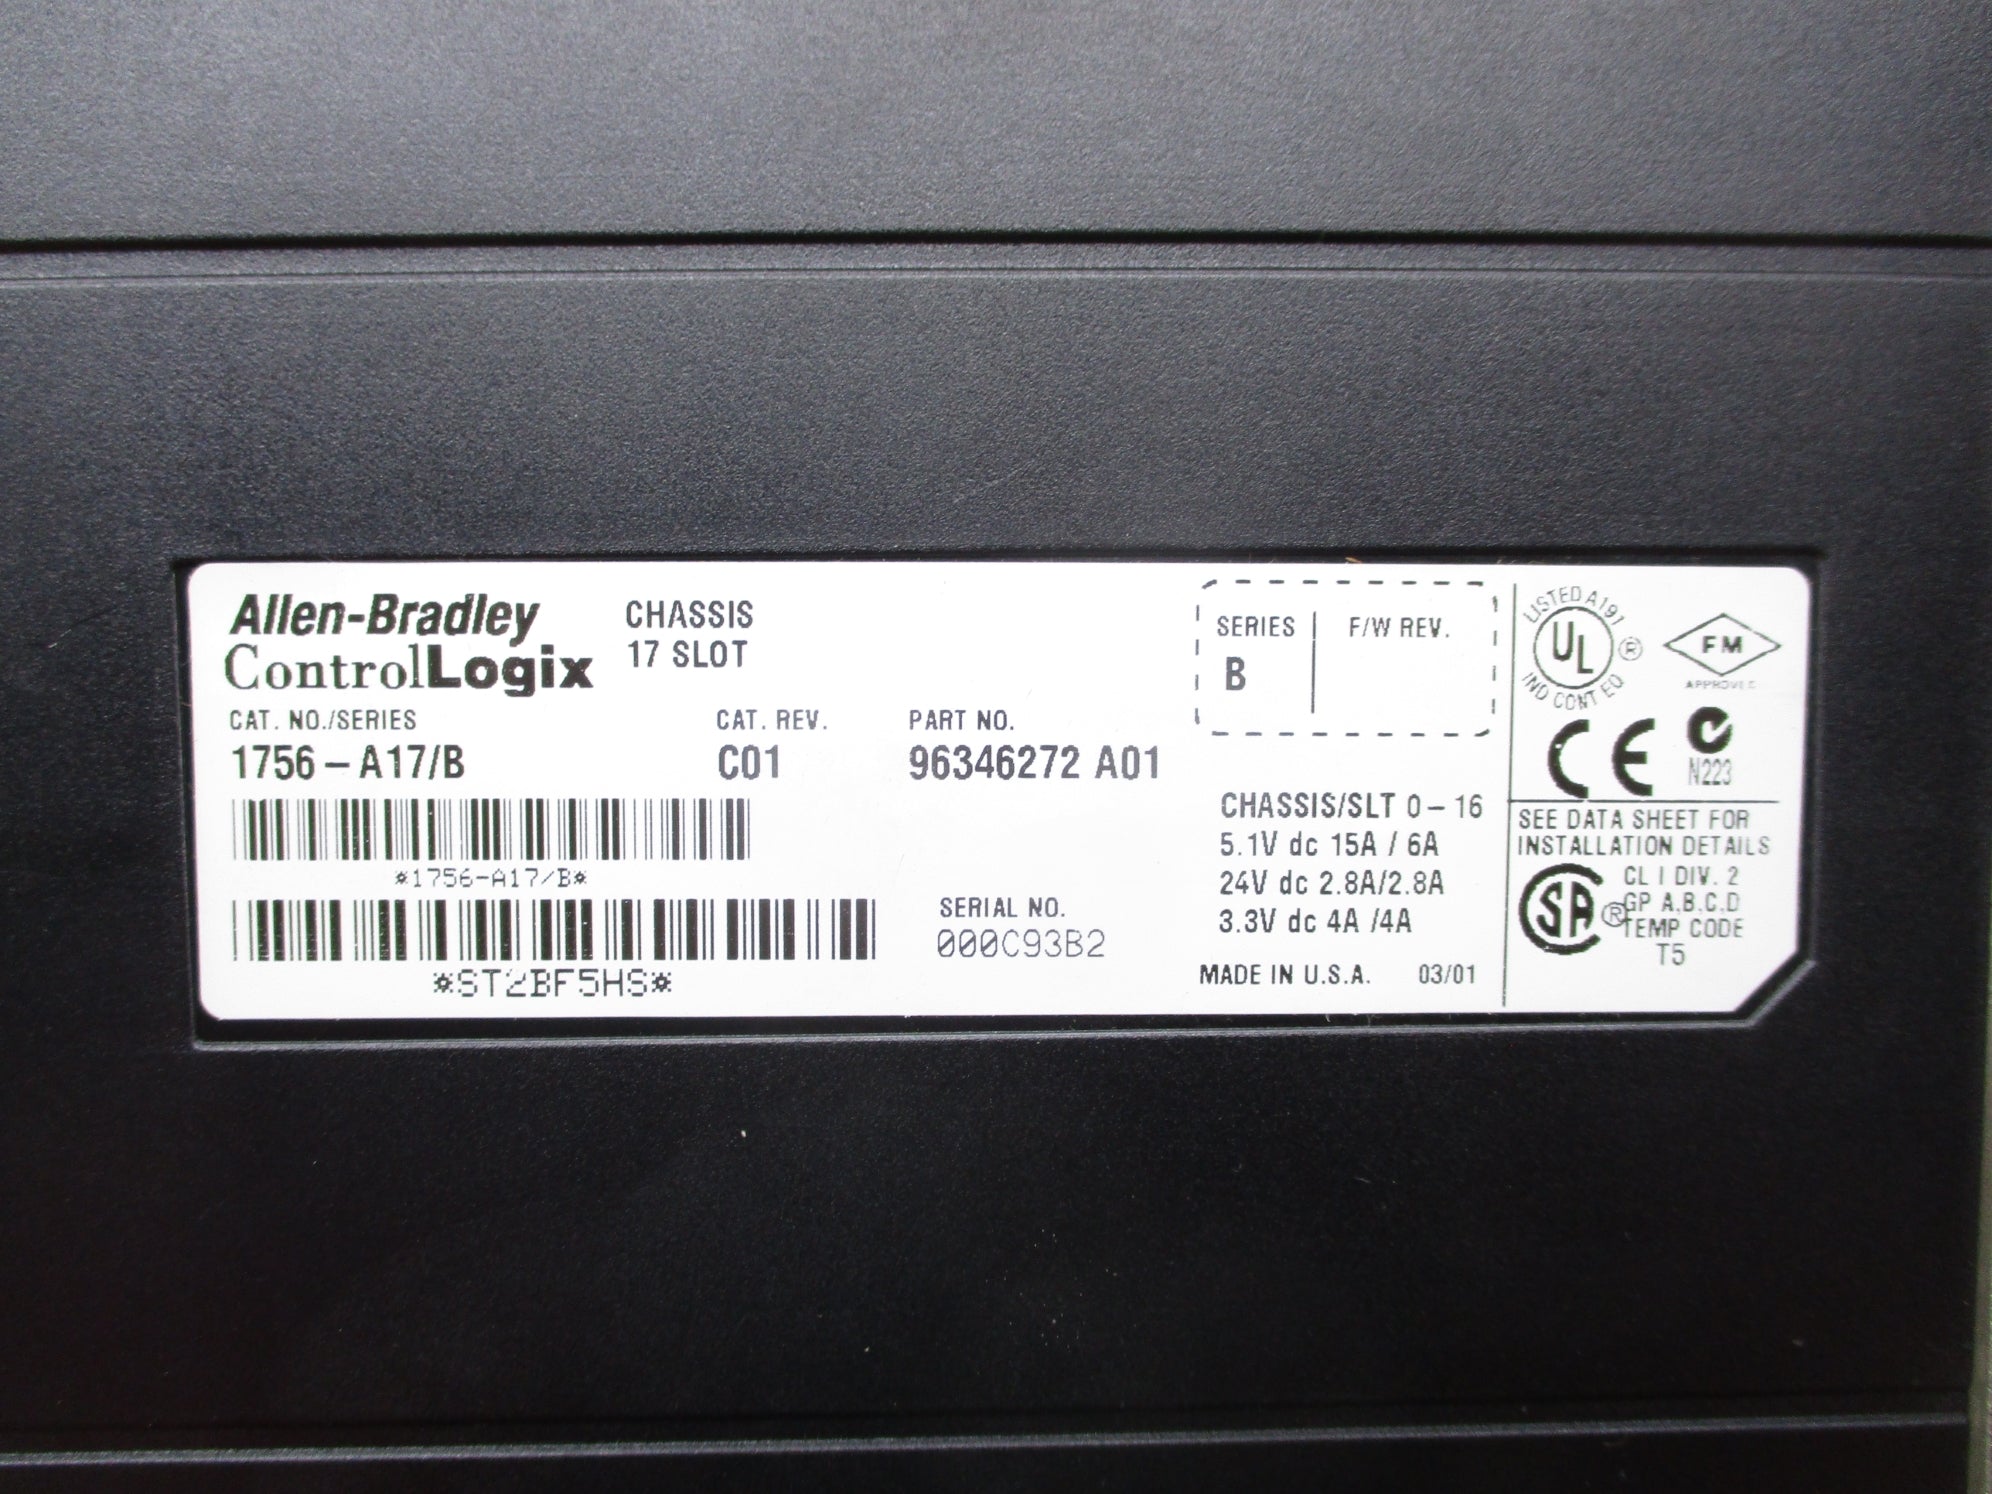 Allen-Bradley
ControlLogix
CHASSIS
17 SLOT
CAT. NO./SERIES
1756-A17/B
CAT. REV.
C01
PART NO.
96346272 A01
*1756-A17/B*
*ST2BF5HS*
SERIAL NO.
000C93B2
SERIES
B
F/W REV.
CHASSIS/SLT 0-16
5.1V dc 15A / 6A
24V dc 2.8A/2.8A
3.3V dc 4A /4A
MADE IN U.S.A. 03/01
LISTED A191
UL ®
IND CONT EQ
FM
APPROVED
CE
N223
SEE DATA SHEET FOR
INSTALLATION DETAILS
SA ®
CL I DIV. 2
GP A,B,C,D
TEMP CODE
T5